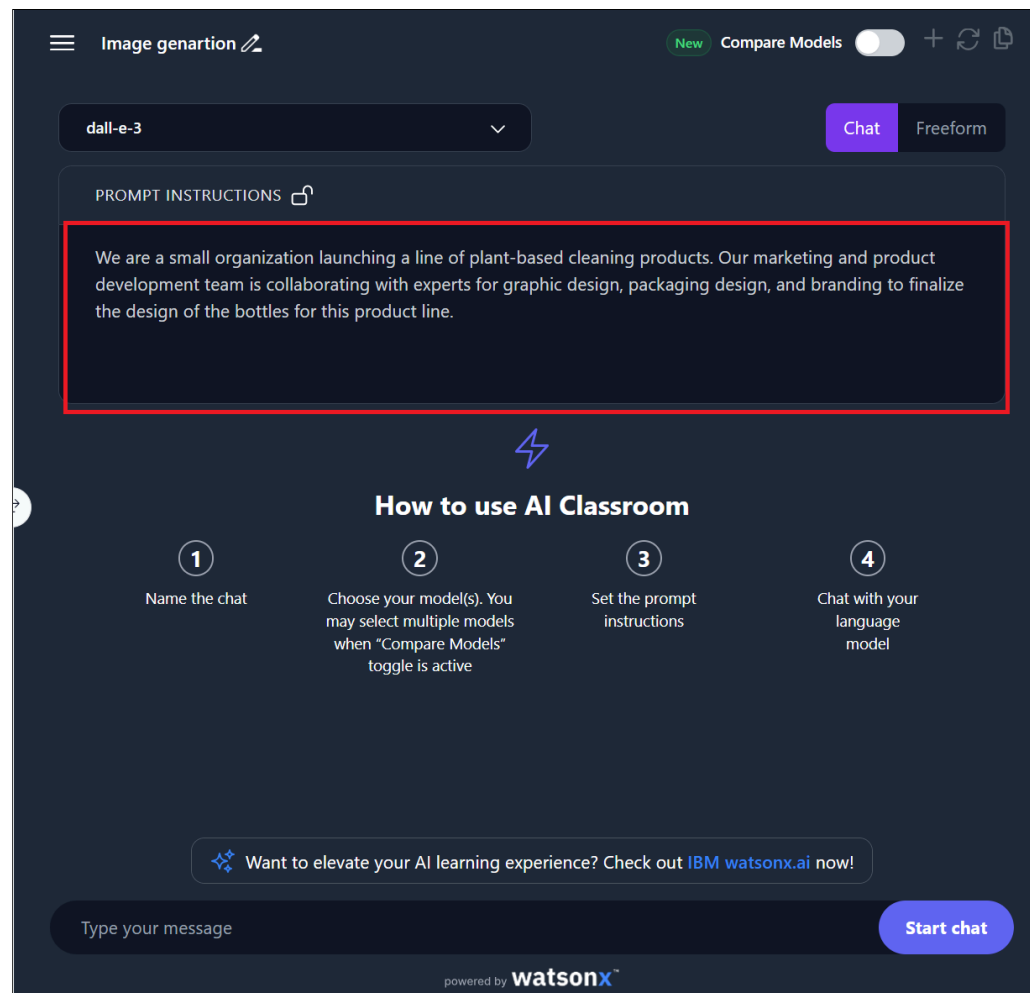 Image genartion
New Compare Models
dall-e-3
Chat Freeform
PROMPT INSTRUCTIONS
We are a small organization launching a line of plant-based cleaning products. Our marketing and product
development team is collaborating with experts for graphic design, packaging design, and branding to finalize
the design of the bottles for this product line.
How to use AI Classroom
1
Name the chat
2
Choose your model(s). You
may select multiple models
when “Compare Models”
toggle is active
3
Set the prompt
instructions
4
Chat with your
language
model
Want to elevate your AI learning experience? Check out IBM watsonx.ai now!
Type your message
Start chat
powered by watsonx™